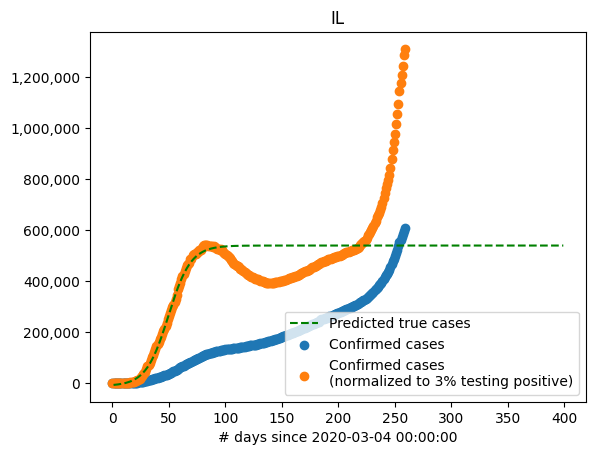 IL
1,200,000
1,000,000
800,000
600,000
400,000
200,000
0
Predicted true cases
Confirmed cases
Confirmed cases
(normalized to 3% testing positive)
0 50 100 150 200 250 300 350 400
# days since 2020-03-04 00:00:00